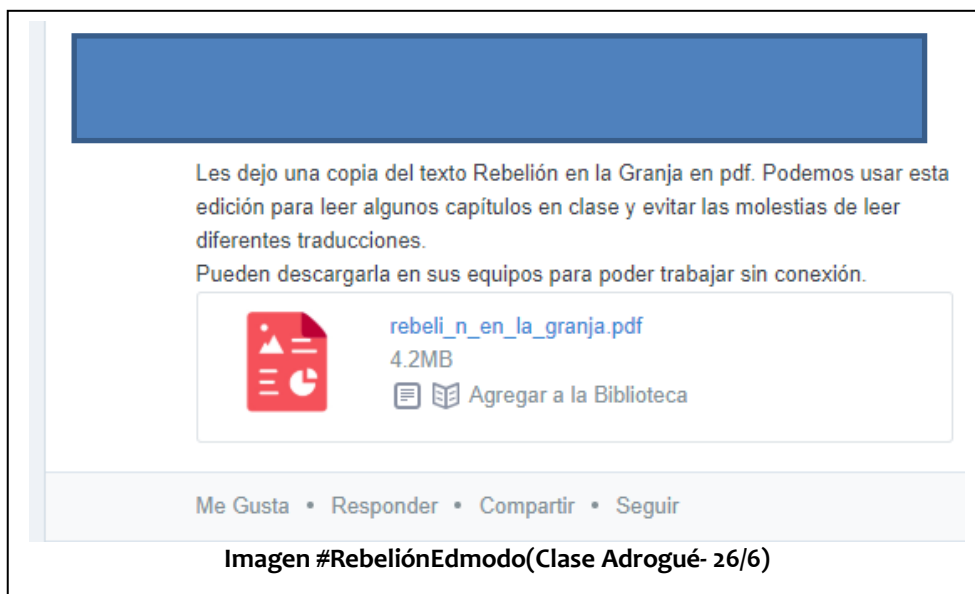 Les dejo una copia del texto Rebelión en la Granja en pdf. Podemos usar esta
edición para leer algunos capítulos en clase y evitar las molestias de leer
diferentes traducciones.
Pueden descargarla en sus equipos para poder trabajar sin conexión.
rebeli_n_en_la_granja.pdf
4.2MB
Agregar a la Biblioteca
Me Gusta • Responder • Compartir • Seguir
Imagen #RebeliónEdmodo(Clase Adrogué- 26/6)